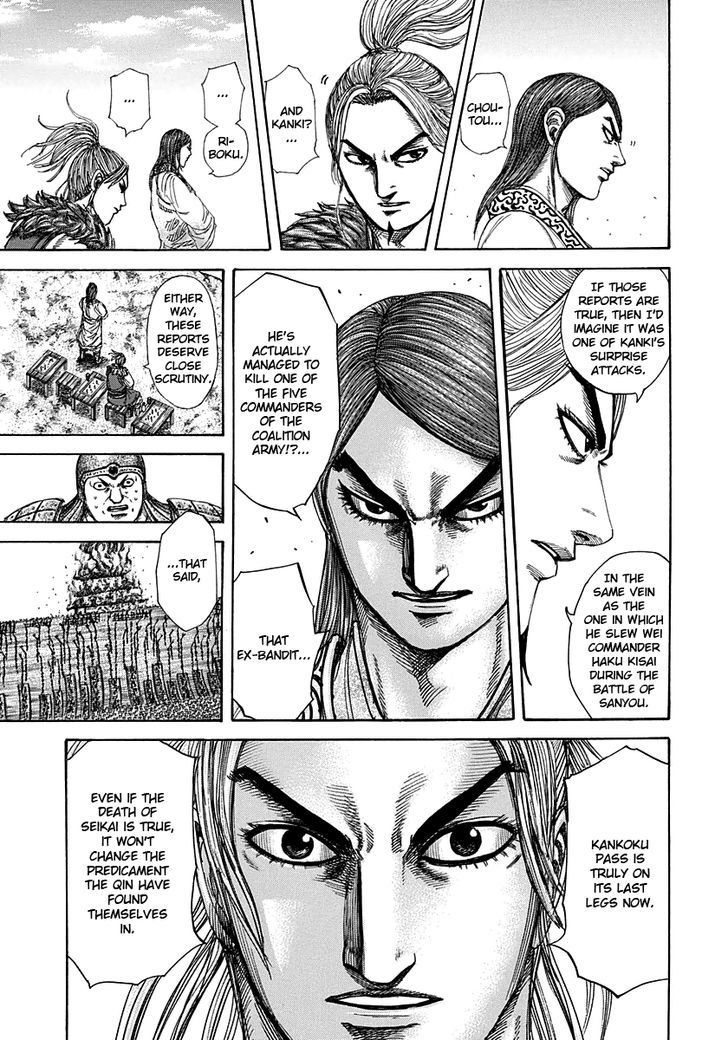 CHOU-
TOU...
AND
KANKI?
...
...
RI-
BOKU.
...
IF THOSE
REPORTS ARE
TRUE, THEN I'D
IMAGINE IT WAS
ONE OF KANKI'S
SURPRISE
ATTACKS.
IN THE
SAME VEIN
AS THE
ONE IN WHICH
HE SLEW WEI
COMMANDER
HAKU KISAI
DURING THE
BATTLE OF
SANYOU.
HE'S
ACTUALLY
MANAGED TO
KILL ONE OF
THE FIVE
COMMANDERS
OF THE
COALITION
ARMY!?...
THAT
EX-BANDIT...
EITHER
WAY,
THESE
REPORTS
DESERVE
CLOSE
SCRUTINY.
...THAT
SAID,
KANKOKU
PASS IS
TRULY ON
ITS LAST
LEGS NOW.
EVEN IF THE
DEATH OF
SEIKAI IS TRUE,
IT WON'T
CHANGE THE
PREDICAMENT
THE QIN HAVE
FOUND
THEMSELVES
IN.